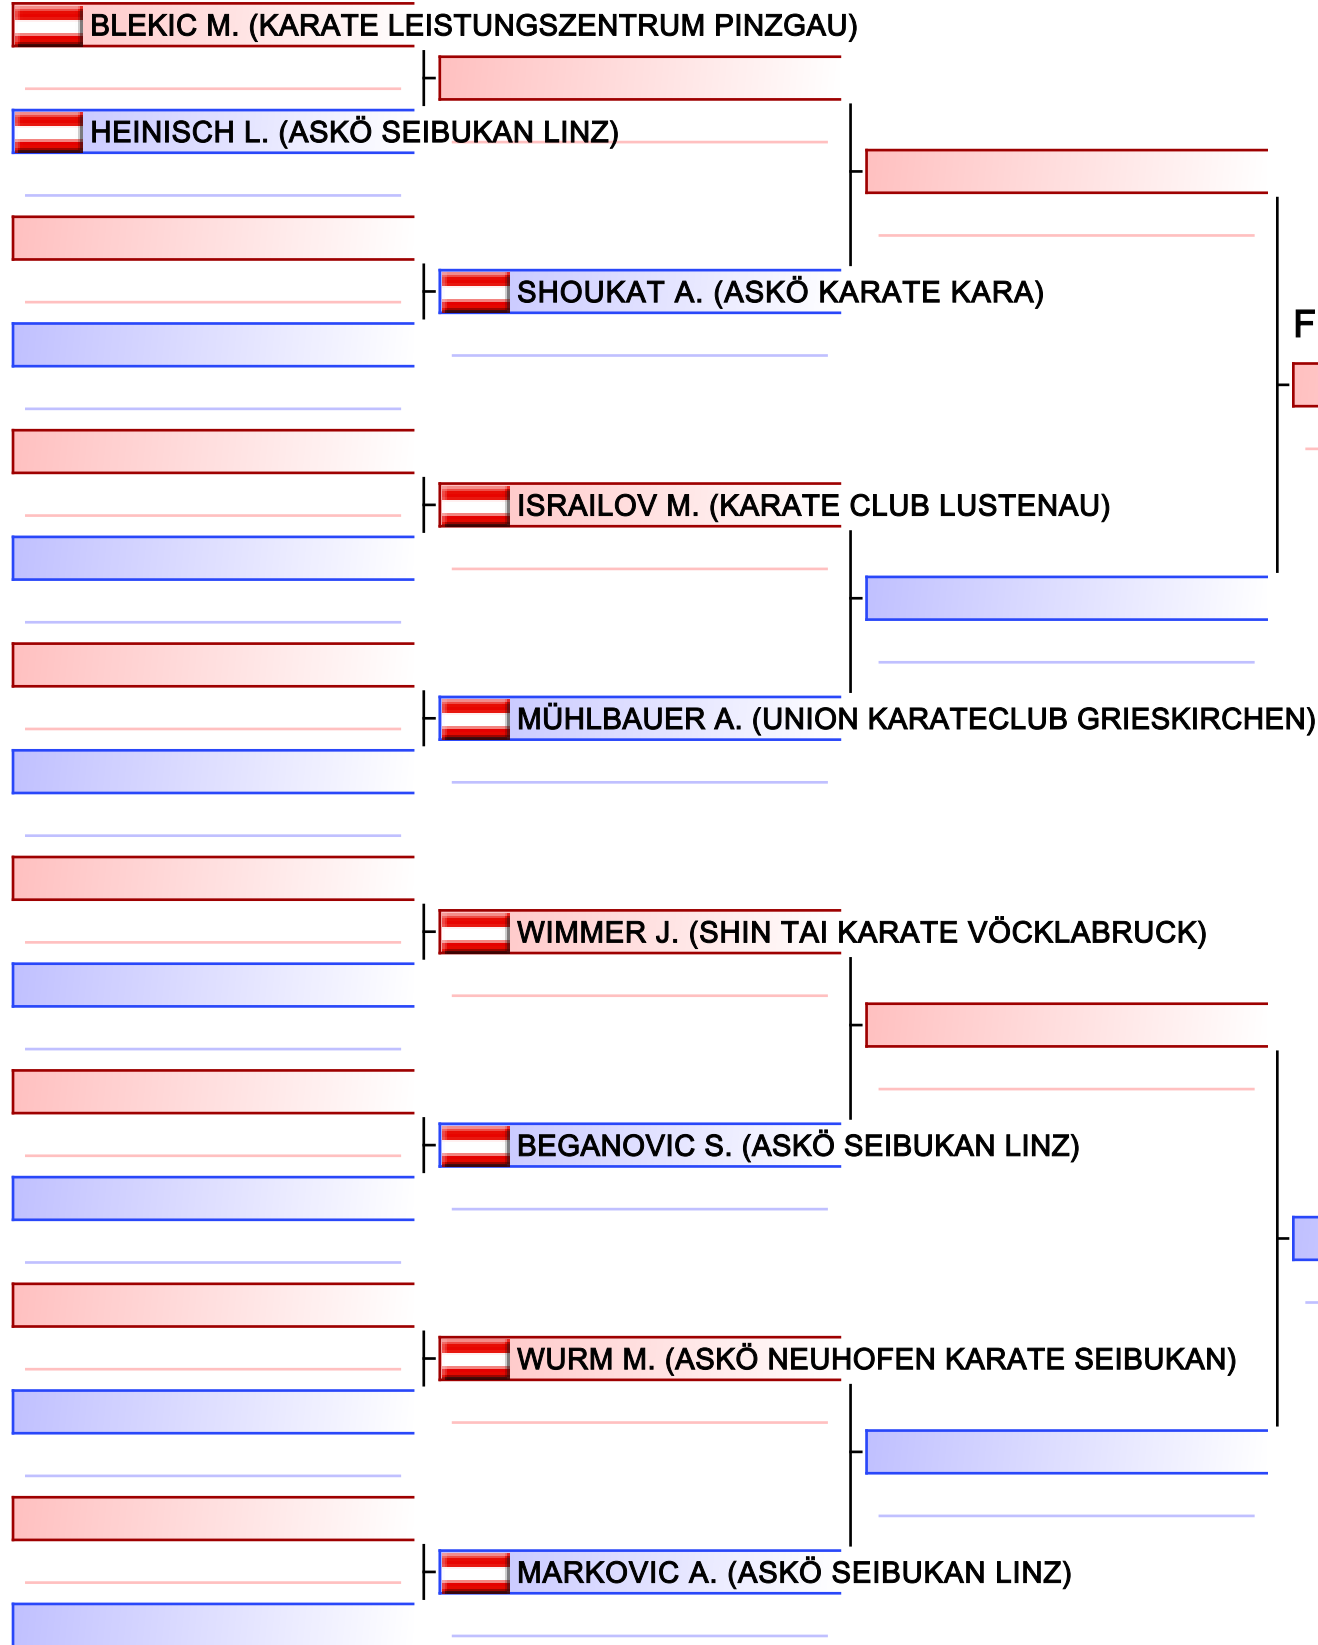 BLEKIC M. (KARATE LEISTUNGSZENTRUM PINZGAU)
HEINISCH L. (ASKÖ SEIBUKAN LINZ)
SHOUKAT A. (ASKÖ KARATE KARA)
F
ISRAILOV M. (KARATE CLUB LUSTENAU)
MÜHLBAUER A. (UNION KARATECLUB GRIESKIRCHEN)
WIMMER J. (SHIN TAI KARATE VÖCKLABRUCK)
BEGANOVIC S. (ASKÖ SEIBUKAN LINZ)
WURM M. (ASKÖ NEUHOFEN KARATE SEIBUKAN)
MARKOVIC A. (ASKÖ SEIBUKAN LINZ)